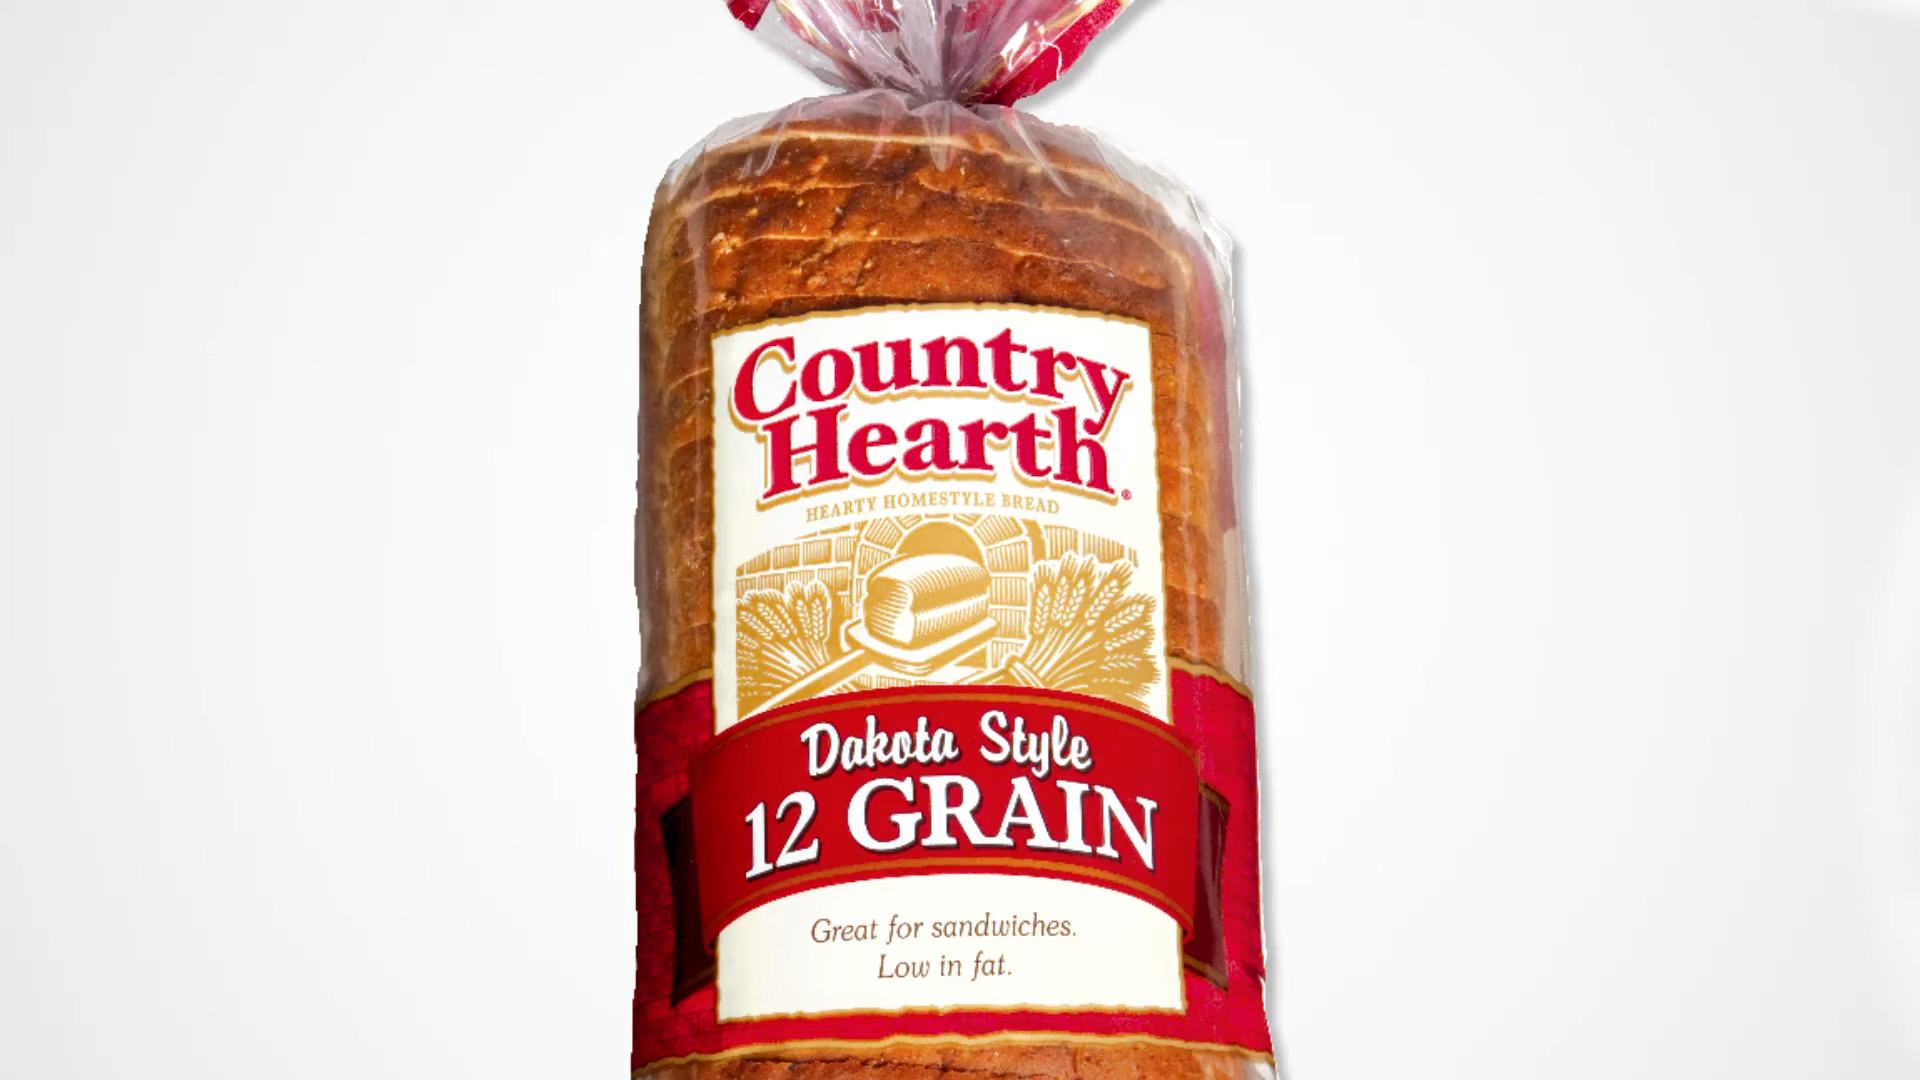 Country
Hearth®
HEARTY HOMESTYLE BREAD
Dakota Style
12 GRAIN
Great for sandwiches.
Low in fat.